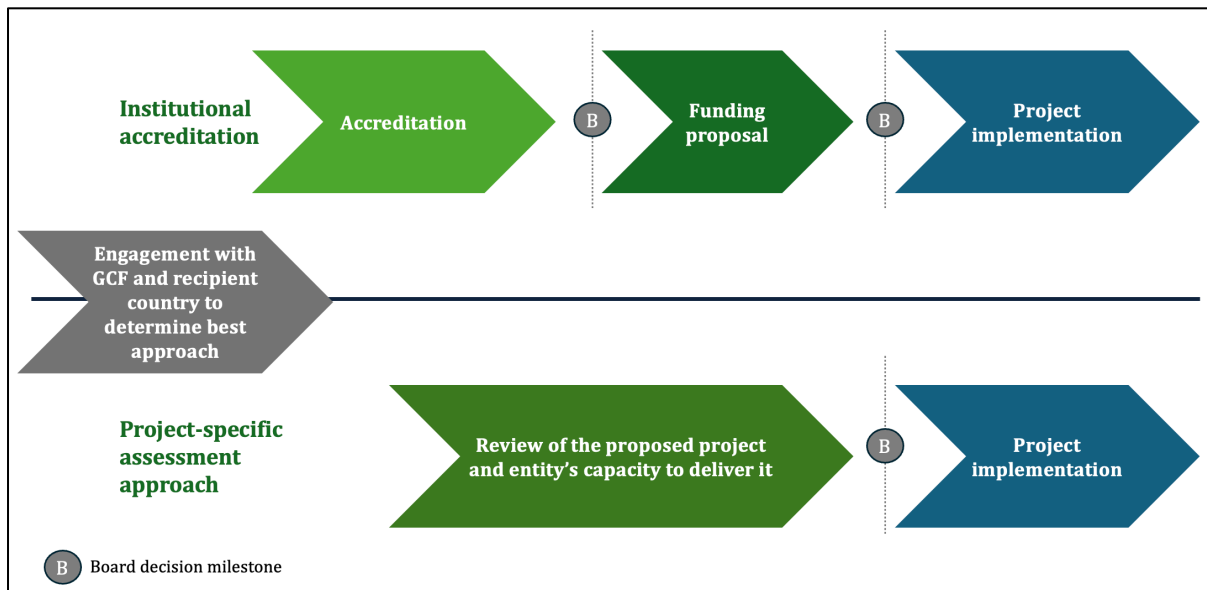 Institutional
accreditation
Accreditation
B
Funding
proposal
B
Project
implementation
Engagement with
GCF and recipient
country to
determine best
approach
Project-specific
assessment
approach
Review of the proposed project
and entity's capacity to deliver it
B
Project
implementation
B
Board decision milestone